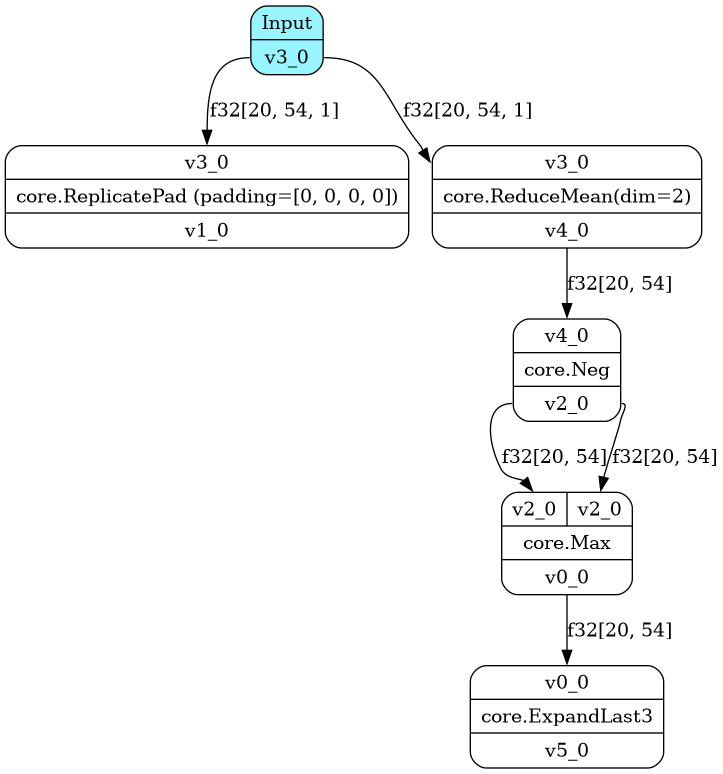 Input
v3_0
f32[20, 54, 1]
f32[20, 54, 1]
v3_0
core.ReplicatePad (padding=[0, 0, 0, 0])
v1_0
v3_0
core.ReduceMean(dim=2)
v4_0
f32[20, 54]
v4_0
core.Neg
v2_0
f32[20, 54]
f32[20, 54]
v2_0
v2_0
core.Max
v0_0
f32[20, 54]
v0_0
core.ExpandLast3
v5_0